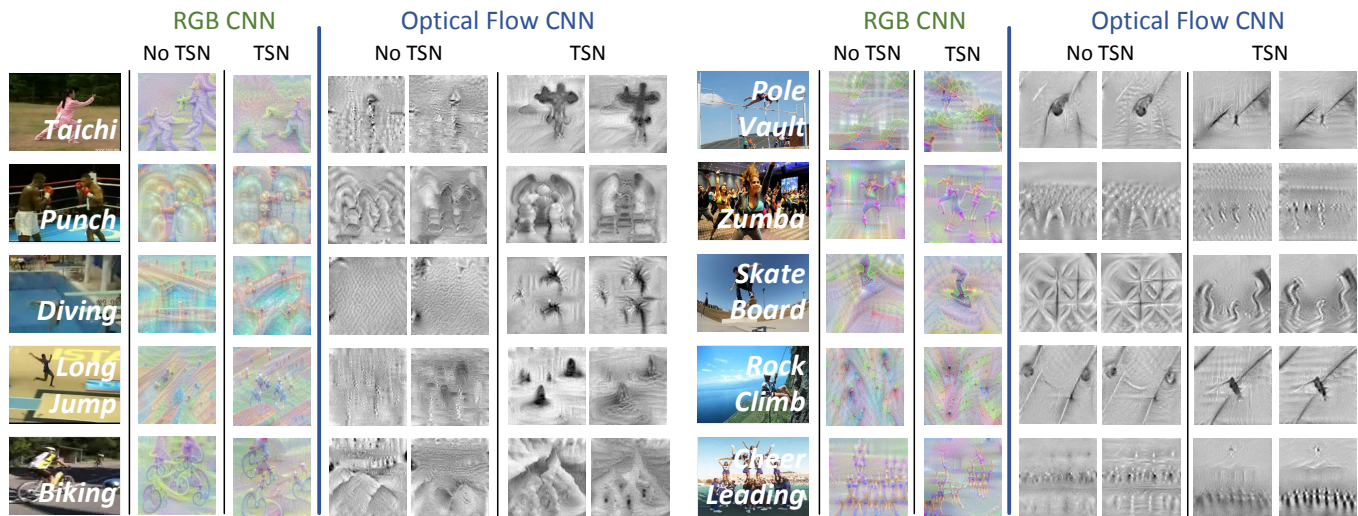 RGB CNN
Optical Flow CNN
No TSN
TSN
No TSN
TSN
Taichi
Punch
Diving
Long
Jump
Biking
RGB CNN
Optical Flow CNN
No TSN
TSN
No TSN
TSN
Pole
Vault
Zumba
Skate
Board
Rock
Climb
Cheer
Leading